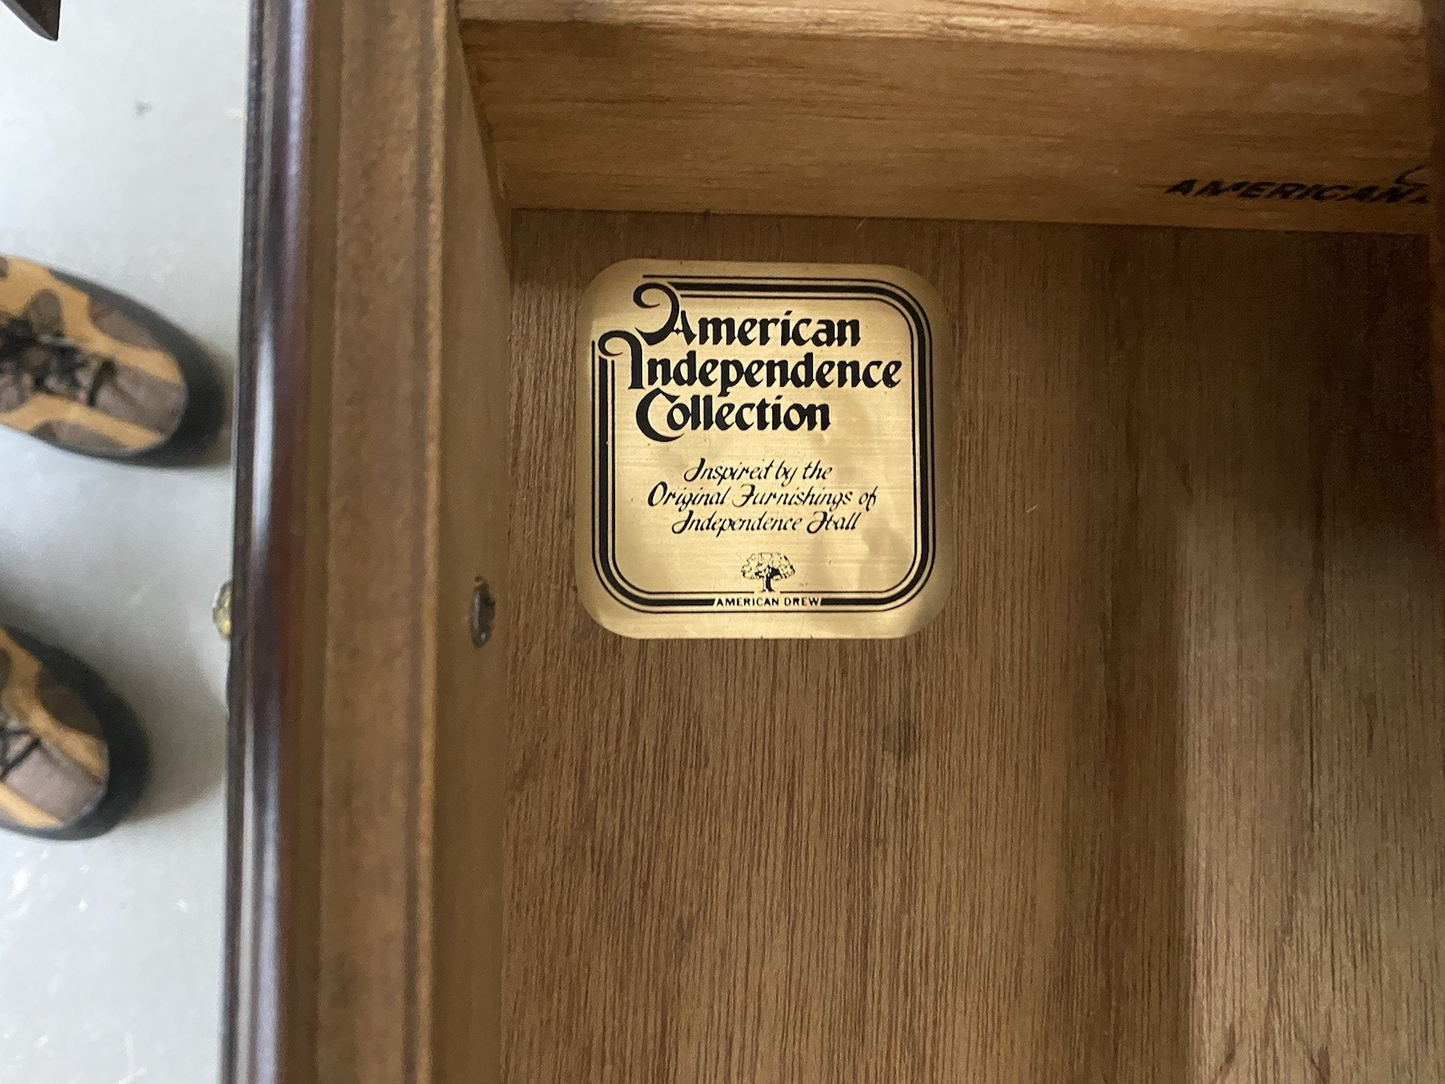 AMERICAN
American
Independence
Collection
Inspired by the
Original Furnishings of
Independence Hall
AMERICAN DREW